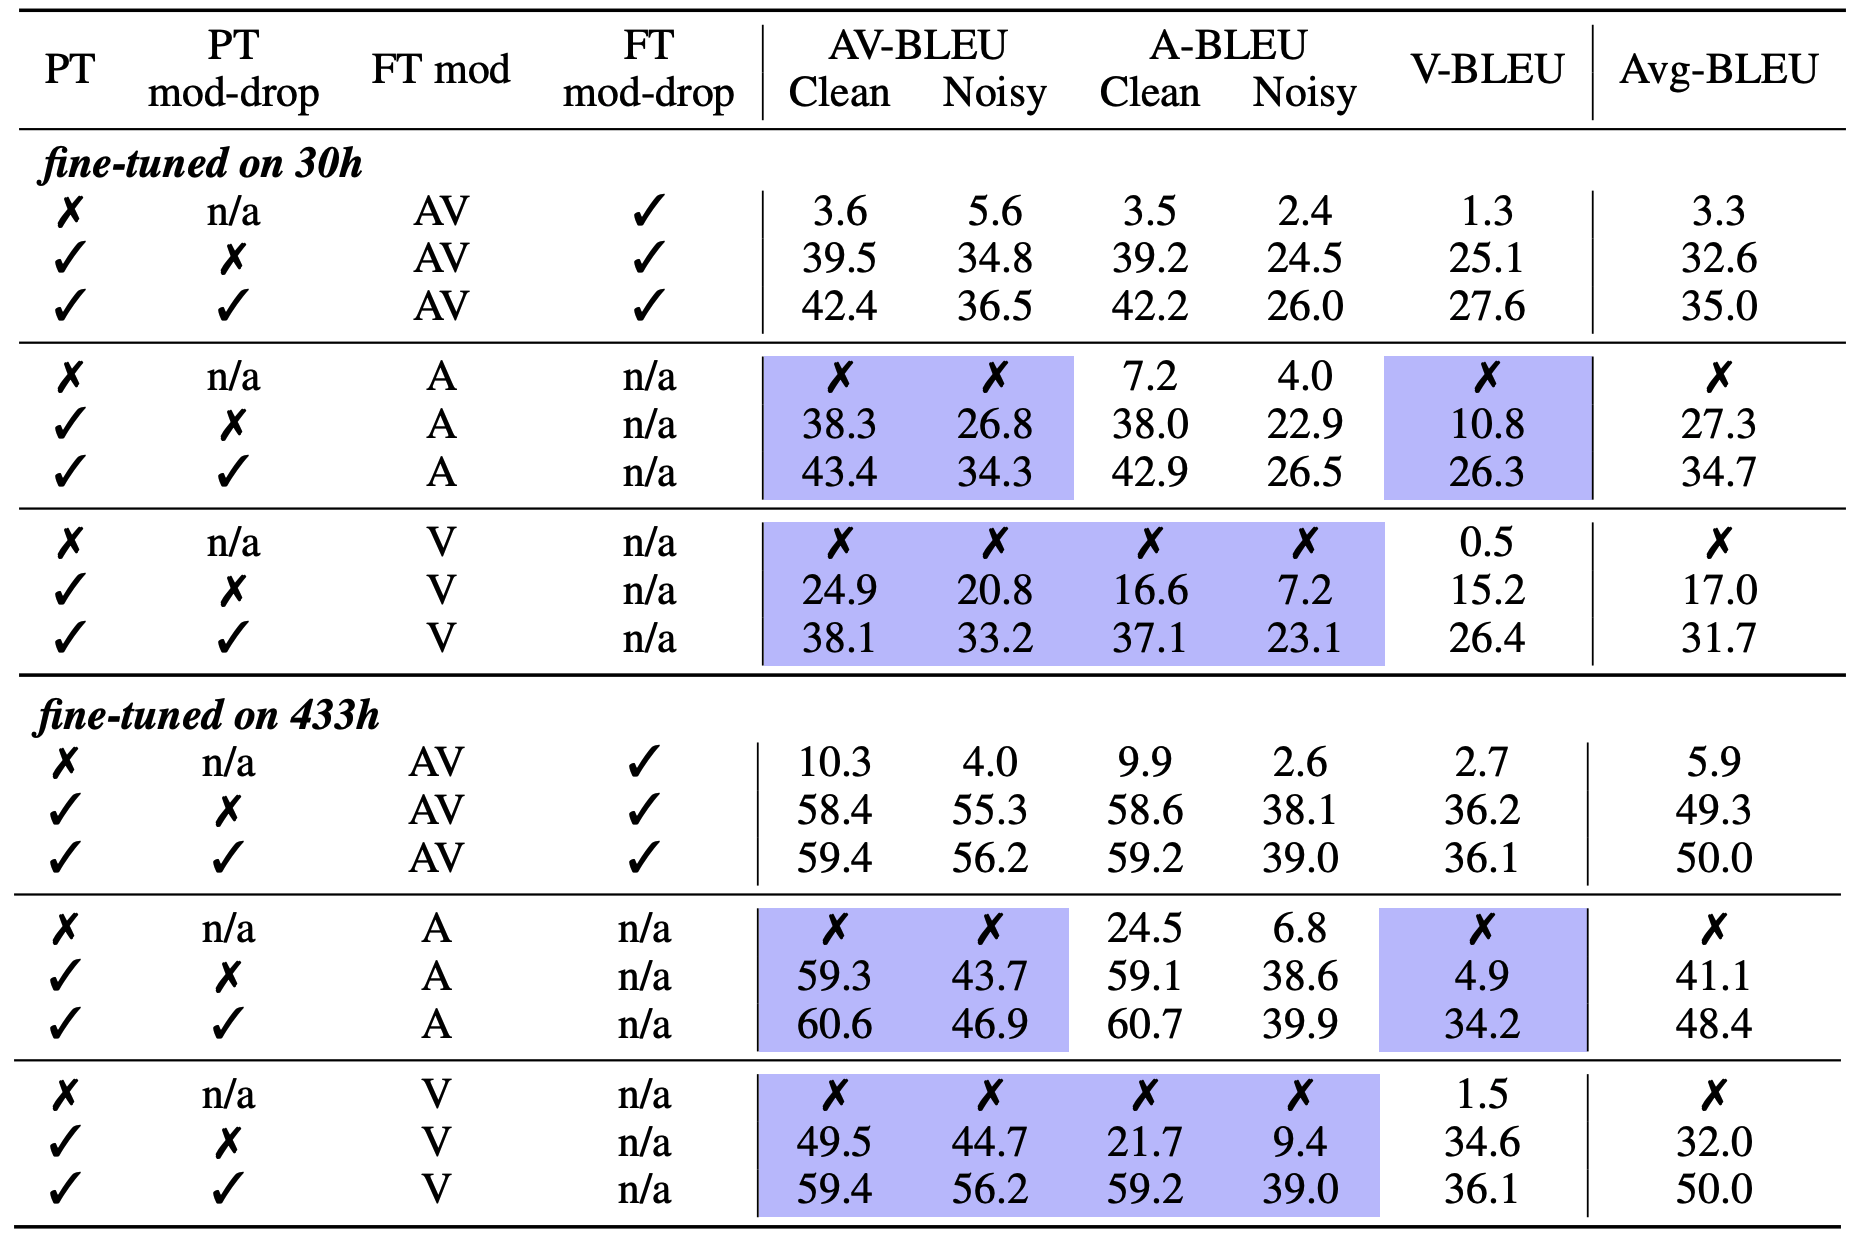 PT PT mod-drop FT mod FT mod-drop AV-BLEU A-BLEU V-BLEU Avg-BLEU
Clean Noisy Clean Noisy
fine-tuned on 30h
✗ n/a AV ✓ 3.6 5.6 3.5 2.4 1.3 3.3
✓ ✗ AV ✓ 39.5 34.8 39.2 24.5 25.1 32.6
✓ ✓ AV ✓ 42.4 36.5 42.2 26.0 27.6 35.0
✗ n/a A n/a ✗ ✗ 7.2 4.0 ✗ ✗
✓ ✗ A n/a 38.3 26.8 38.0 22.9 10.8 27.3
✓ ✓ A n/a 43.4 34.3 42.9 26.5 26.3 34.7
✗ n/a V n/a ✗ ✗ ✗ ✗ 0.5 ✗
✓ ✗ V n/a 24.9 20.8 16.6 7.2 15.2 17.0
✓ ✓ V n/a 38.1 33.2 37.1 23.1 26.4 31.7
fine-tuned on 433h
✗ n/a AV ✓ 10.3 4.0 9.9 2.6 2.7 5.9
✓ ✗ AV ✓ 58.4 55.3 58.6 38.1 36.2 49.3
✓ ✓ AV ✓ 59.4 56.2 59.2 39.0 36.1 50.0
✗ n/a A n/a ✗ ✗ 24.5 6.8 ✗ ✗
✓ ✗ A n/a 59.3 43.7 59.1 38.6 4.9 41.1
✓ ✓ A n/a 60.6 46.9 60.7 39.9 34.2 48.4
✗ n/a V n/a ✗ ✗ ✗ ✗ 1.5 ✗
✓ ✗ V n/a 49.5 44.7 21.7 9.4 34.6 32.0
✓ ✓ V n/a 59.4 56.2 59.2 39.0 36.1 50.0